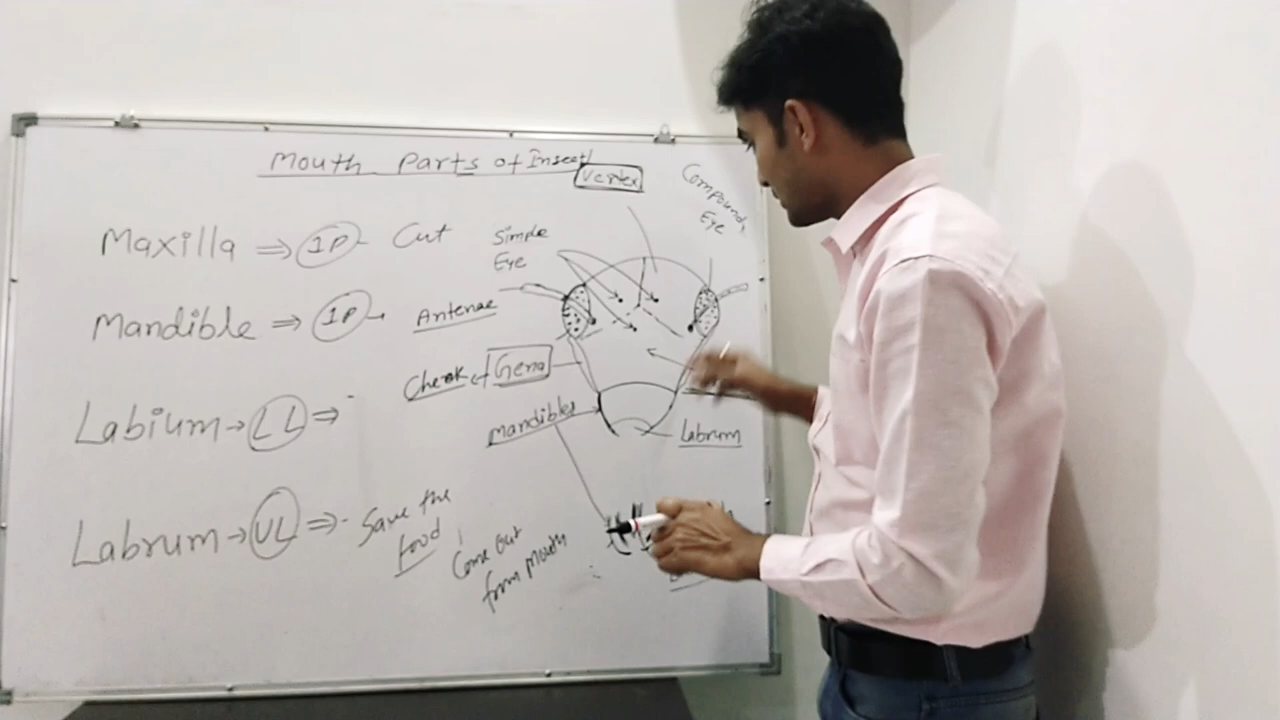 Mouth Parts of Insect
Vertex
Compound
Eye
Maxilla ⇒ 1P - Cut
Simple
Eye
Mandible ⇒ 1P
Antenae
Cheek of Gena
Labium → LL ⇒
Mandibles
Labrum
Labrum → UL ⇒ Save the
food
Come out
from mouth